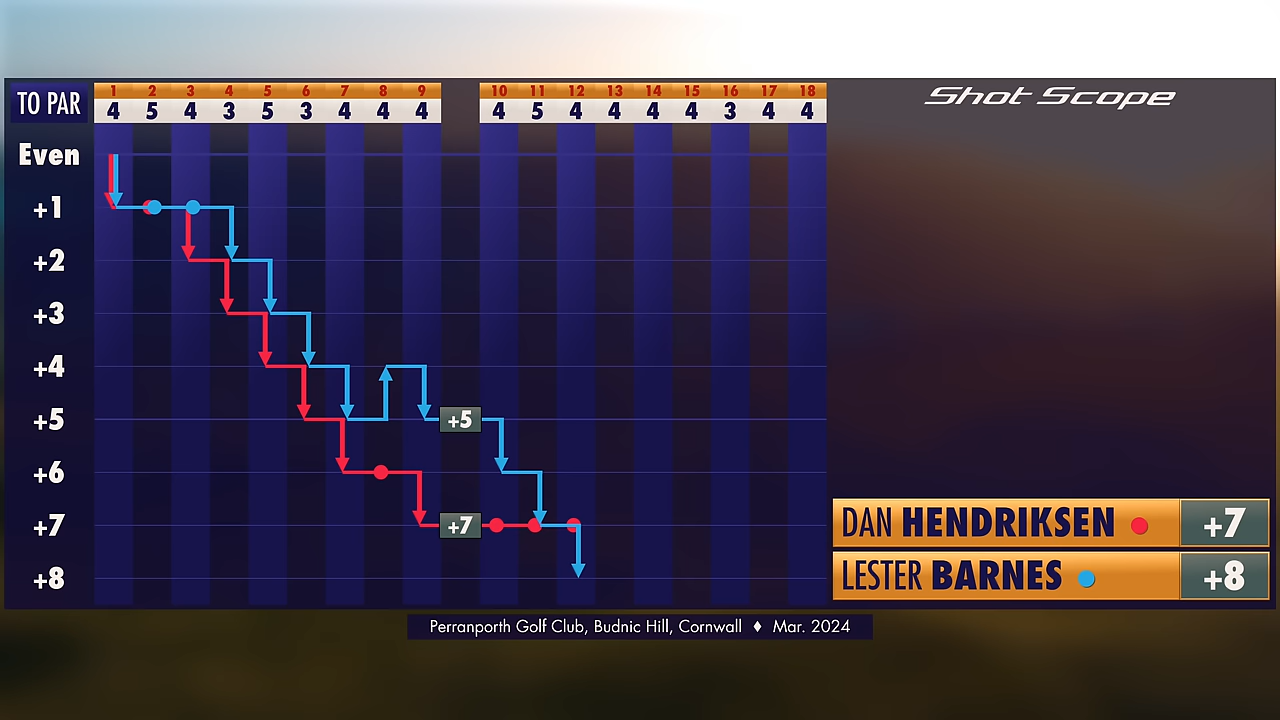 TO PAR 1 2 3 4 5 6 7 8 9 10 11 12 13 14 15 16 17 18
4 5 4 3 5 3 4 4 4 4 5 4 4 4 4 3 4 4
Shot Scope
Even
+1
+2
+3
+4
+5 +5
+6
+7 +7
+8
DAN HENDRIKSEN +7
LESTER BARNES +8
Perranporth Golf Club, Budnic Hill, Cornwall ♦ Mar. 2024